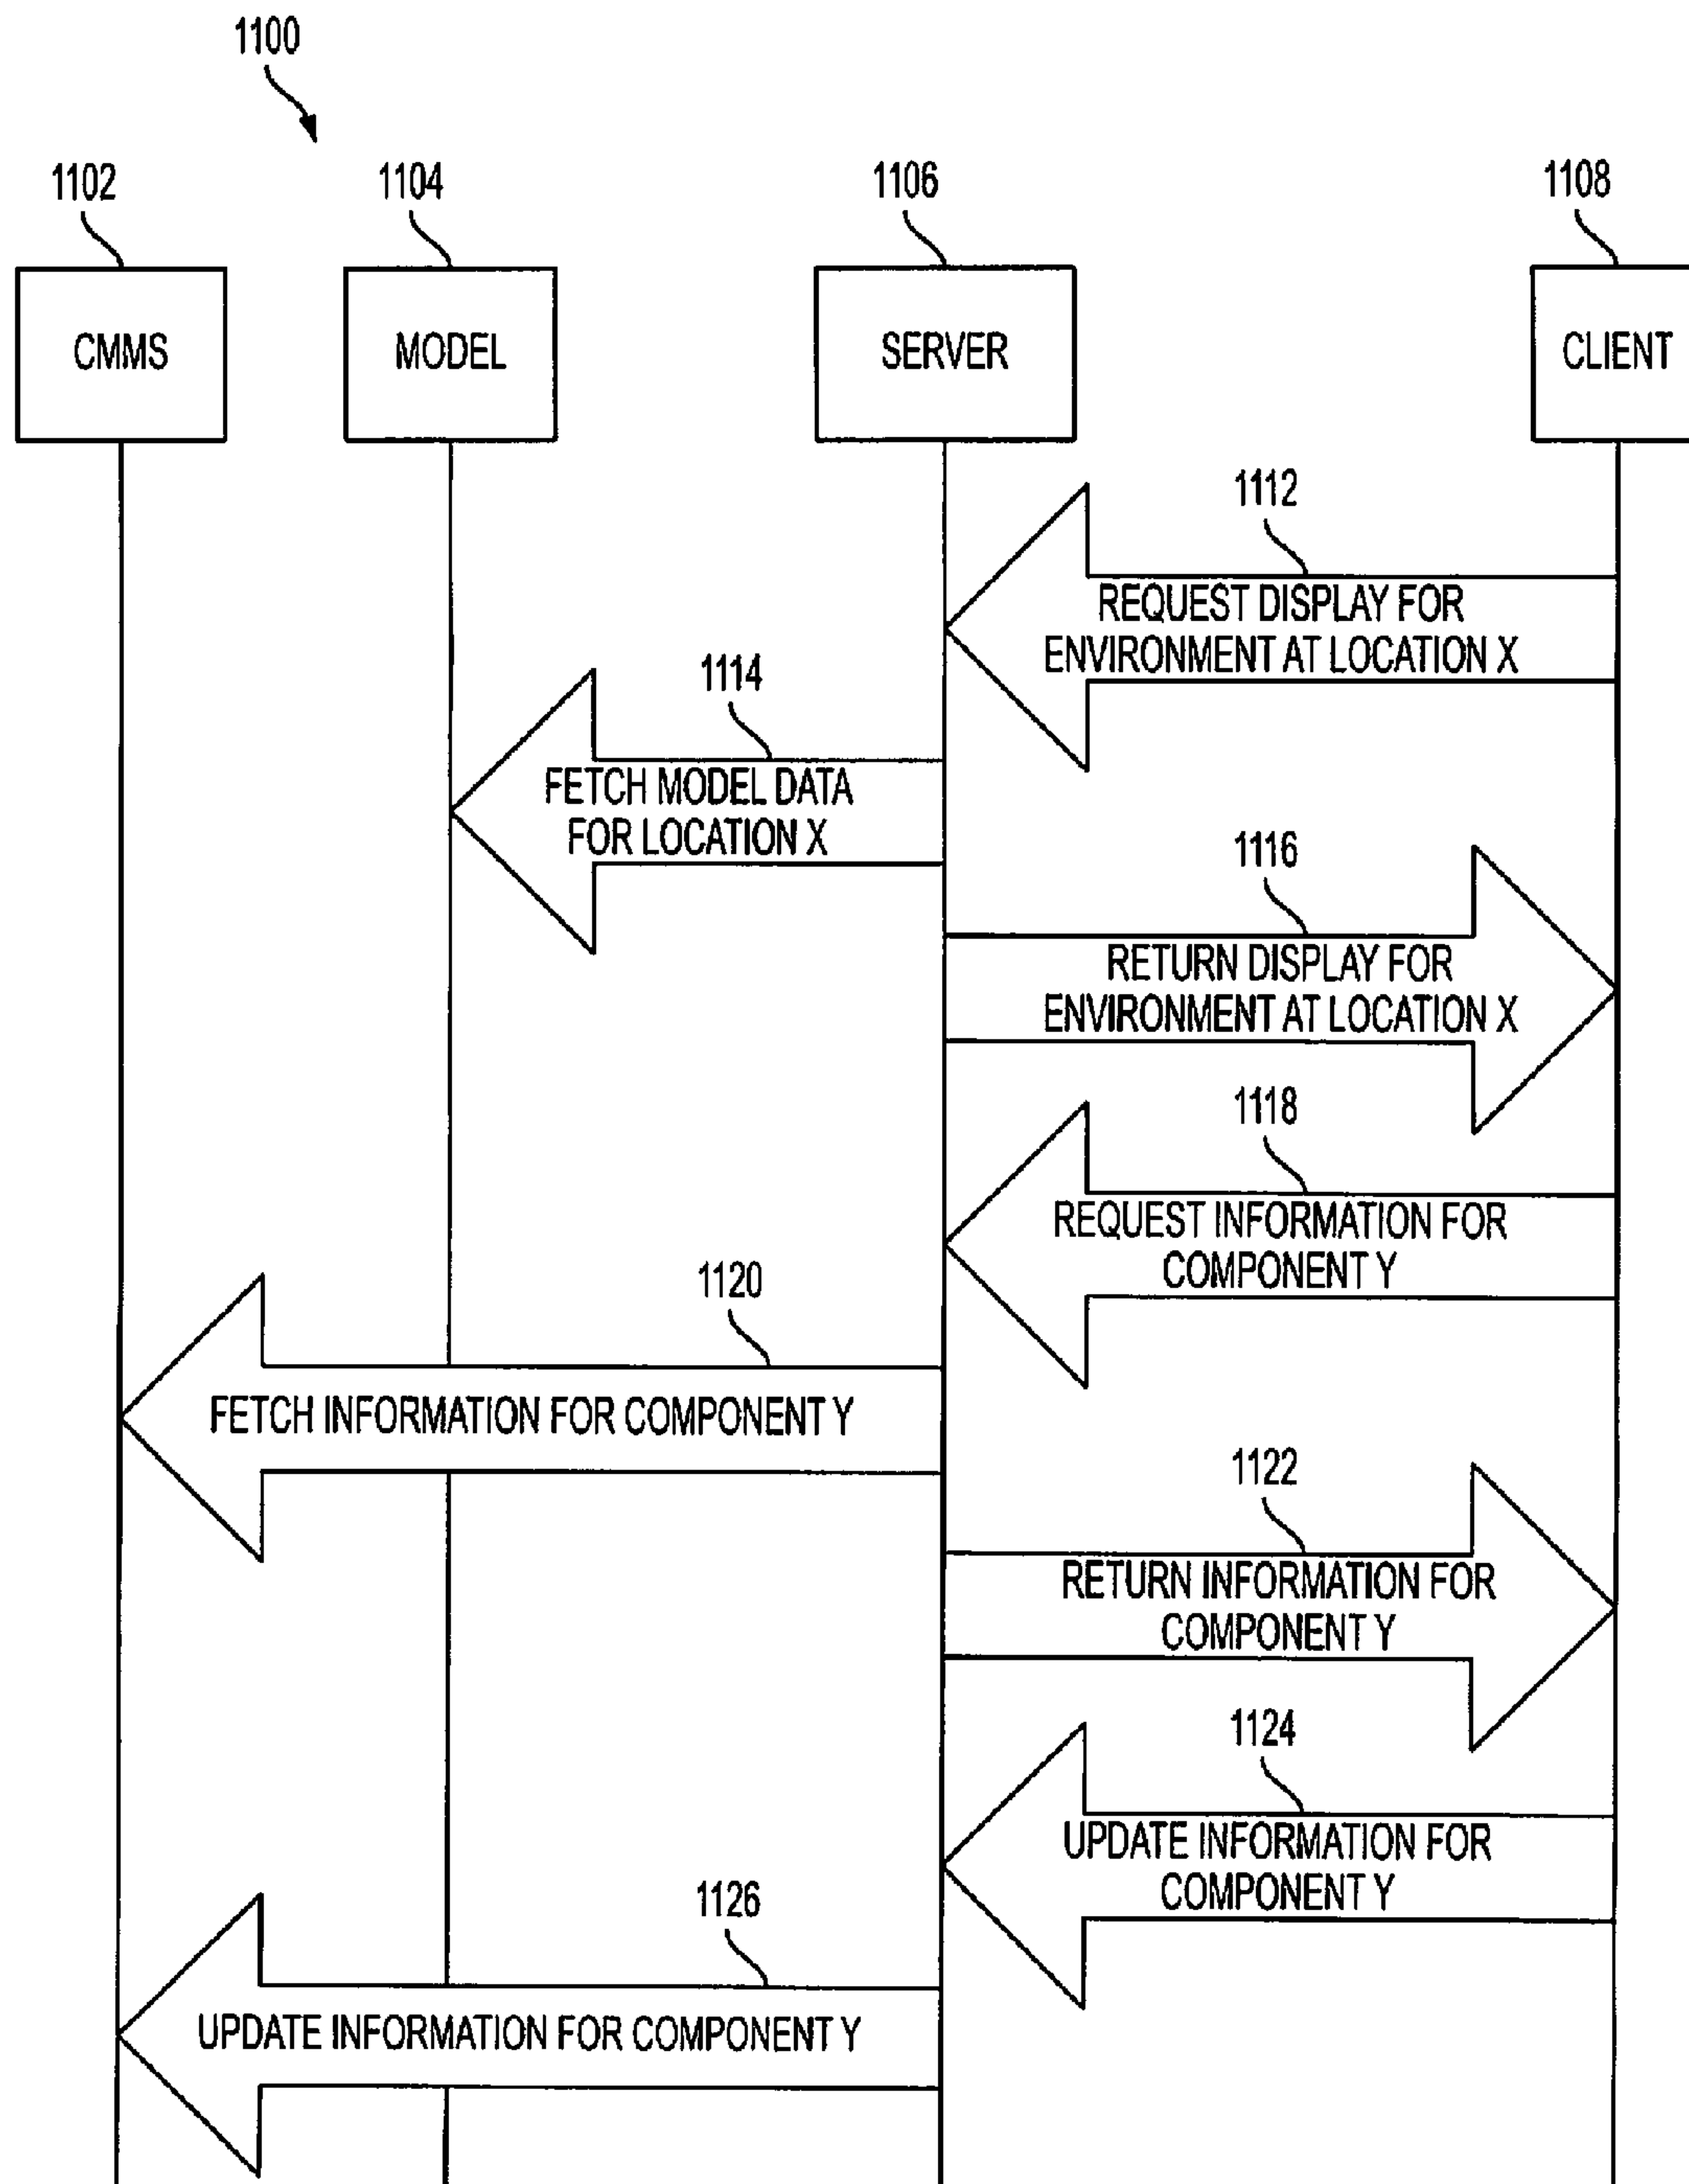 1100
1102
1104
1106
1108
CMMS
MODEL
SERVER
CLIENT
1112
REQUEST DISPLAY FOR
ENVIRONMENT AT LOCATION X
1114
FETCH MODEL DATA
FOR LOCATION X
1116
RETURN DISPLAY FOR
ENVIRONMENT AT LOCATION X
1118
REQUEST INFORMATION FOR
COMPONENT Y
1120
FETCH INFORMATION FOR COMPONENT Y
1122
RETURN INFORMATION FOR
COMPONENT Y
1124
UPDATE INFORMATION FOR
COMPONENT Y
1126
UPDATE INFORMATION FOR COMPONENT Y